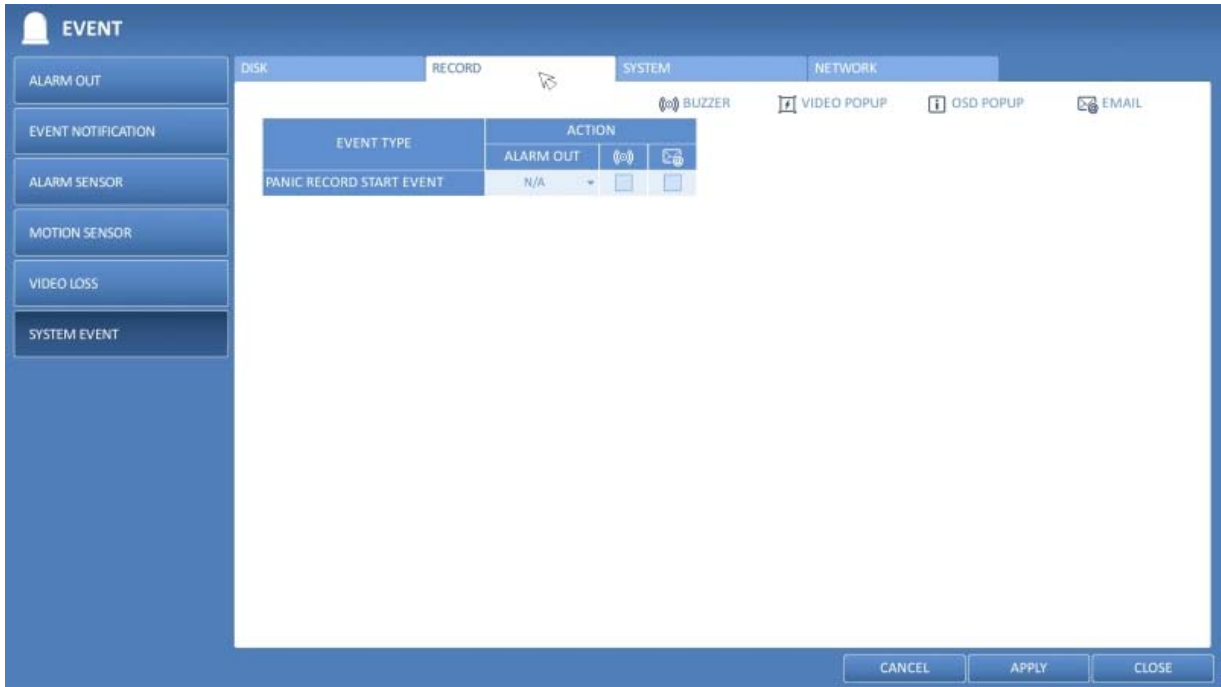 EVENT
ALARM OUT
EVENT NOTIFICATION
ALARM SENSOR
MOTION SENSOR
VIDEO LOSS
SYSTEM EVENT
DISK
RECORD
SYSTEM
NETWORK
BUZZER
VIDEO POPUP
OSD POPUP
EMAIL
EVENT TYPE
ACTION
ALARM OUT
PANIC RECORD START EVENT
N/A
CANCEL
APPLY
CLOSE